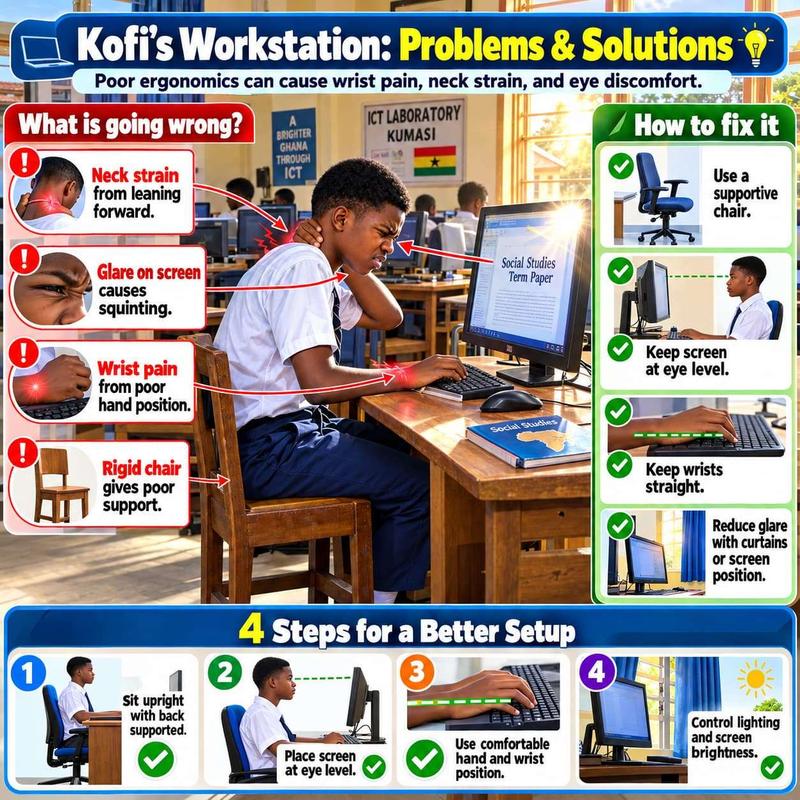 Kofi's Workstation: Problems & Solutions
Poor ergonomics can cause wrist pain, neck strain, and eye discomfort.
What is going wrong?
Neck strain
from leaning
forward.
Glare on screen
causes
squinting.
Wrist pain
from poor
hand position.
Rigid chair
gives poor
support.
A
BRIGHTER
GHANA
THROUGH
ICT
ICT LABORATORY
KUMASI
Social Studies
Term Paper
Social Studies
How to fix it
Use a
supportive
chair.
Keep screen
at eye level.
Keep wrists
straight.
Reduce glare
with curtains
or screen
position.
4 Steps for a Better Setup
1
Sit upright
with back
supported.
2
Place screen
at eye level.
3
Use comfortable
hand and wrist
position.
4
Control lighting
and screen
brightness.